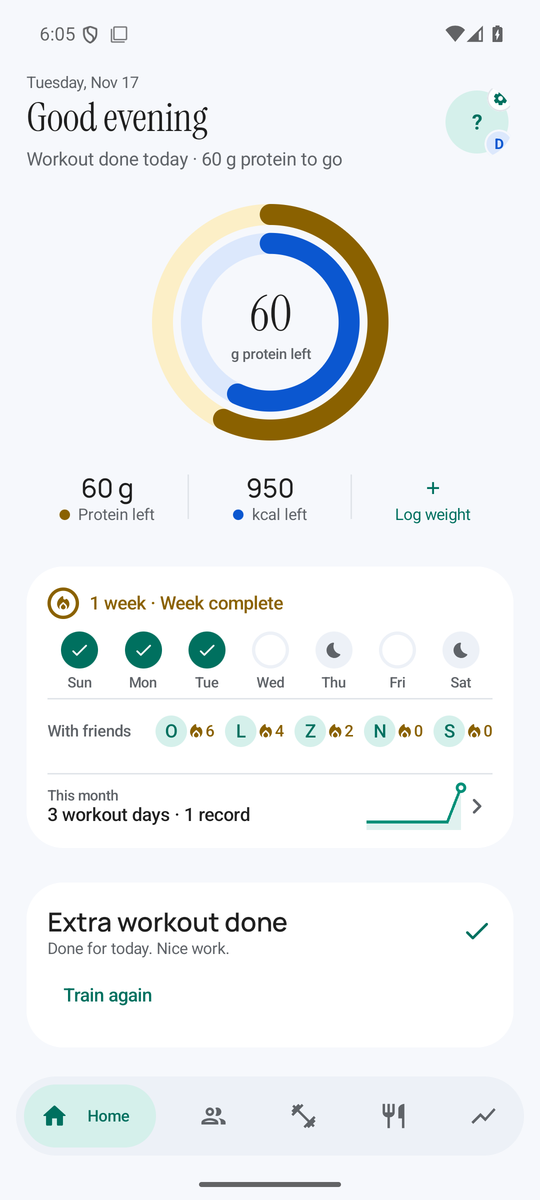 6:05
Tuesday, Nov 17
Good evening
Workout done today · 60 g protein to go
?
D
60
g protein left
60 g
Protein left
950
kcal left
+
Log weight
1 week · Week complete
Sun Mon Tue Wed Thu Fri Sat
With friends O 6 L 4 Z 2 N 0 S 0
This month
3 workout days · 1 record
Extra workout done
Done for today. Nice work.
Train again
Home